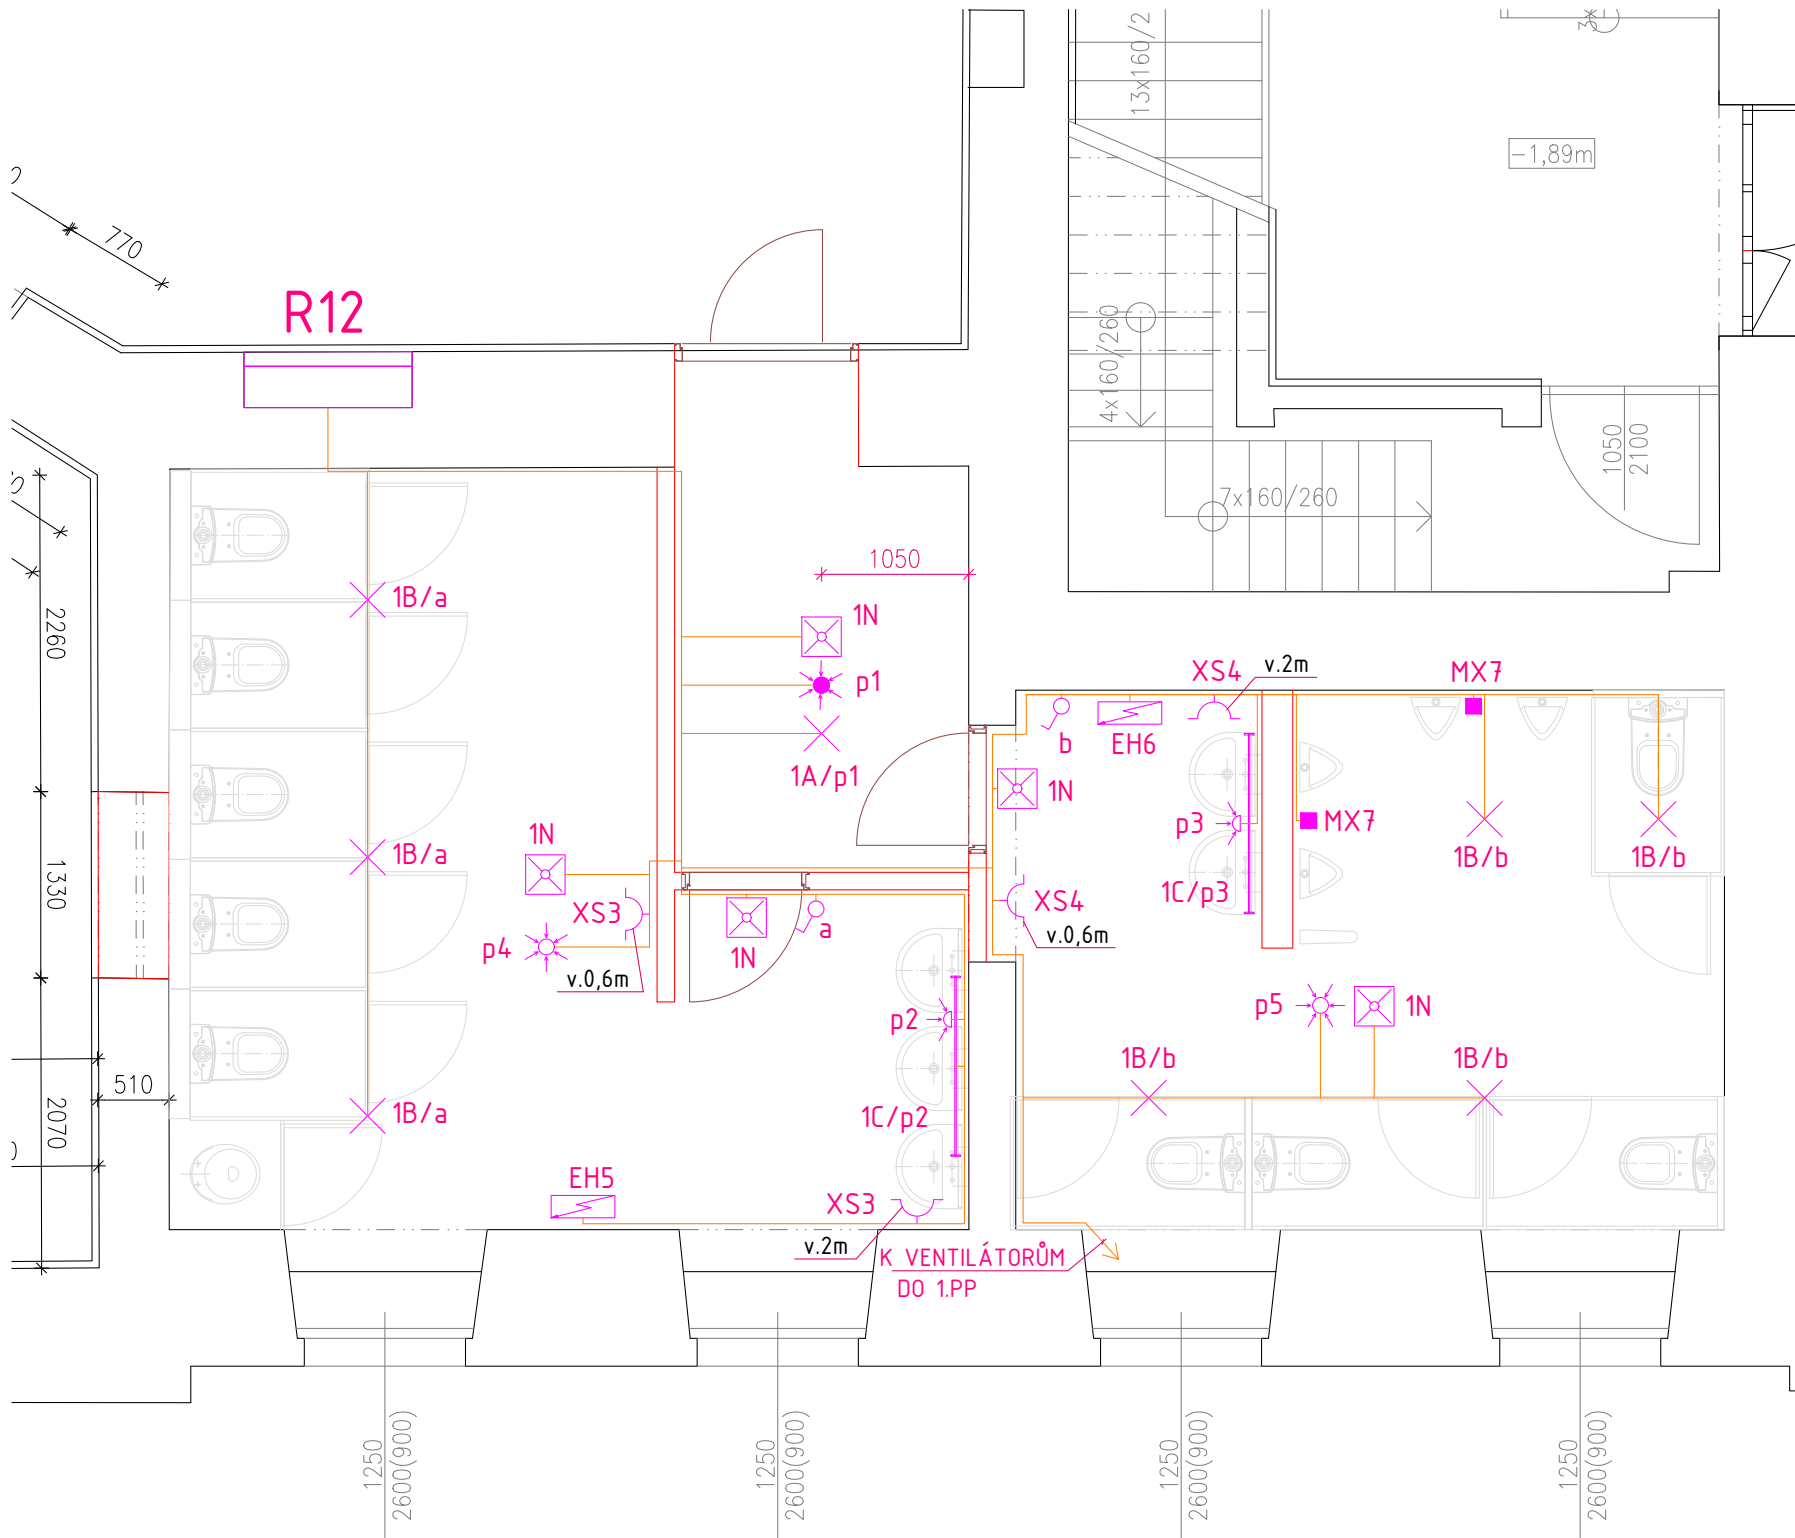 13x160/2
3x
-1,89m
770
R12
4x160/260
1050
2100
7x160/260
1050
2260
1B/a
1N
p1
XS4
v.2m
MX7
b
EH6
1A/p1
1N
p3
MX7
1N
1B/a
1B/b
1B/b
1330
XS3
1C/p3
XS4
a
p4
1N
v.0,6m
v.0,6m
p2
p5
1N
510
2070
1B/a
1C/p2
1B/b
1B/b
EH5
XS3
v.2m
K VENTILÁTORŮM
DO 1.PP
1250
2600(900)
1250
2600(900)
1250
2600(900)
1250
2600(900)